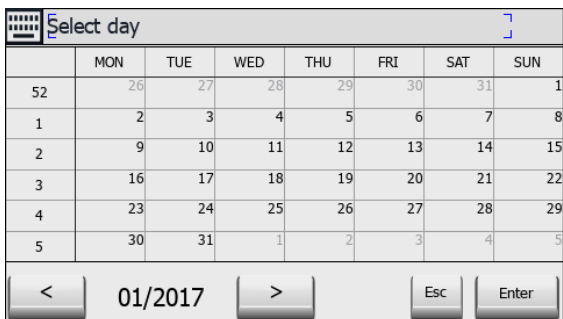 Select day
MON TUE WED THU FRI SAT SUN
52 26 27 28 29 30 31 1
1 2 3 4 5 6 7 8
2 9 10 11 12 13 14 15
3 16 17 18 19 20 21 22
4 23 24 25 26 27 28 29
5 30 31 1 2 3 4 5
< 01/2017 > Esc Enter